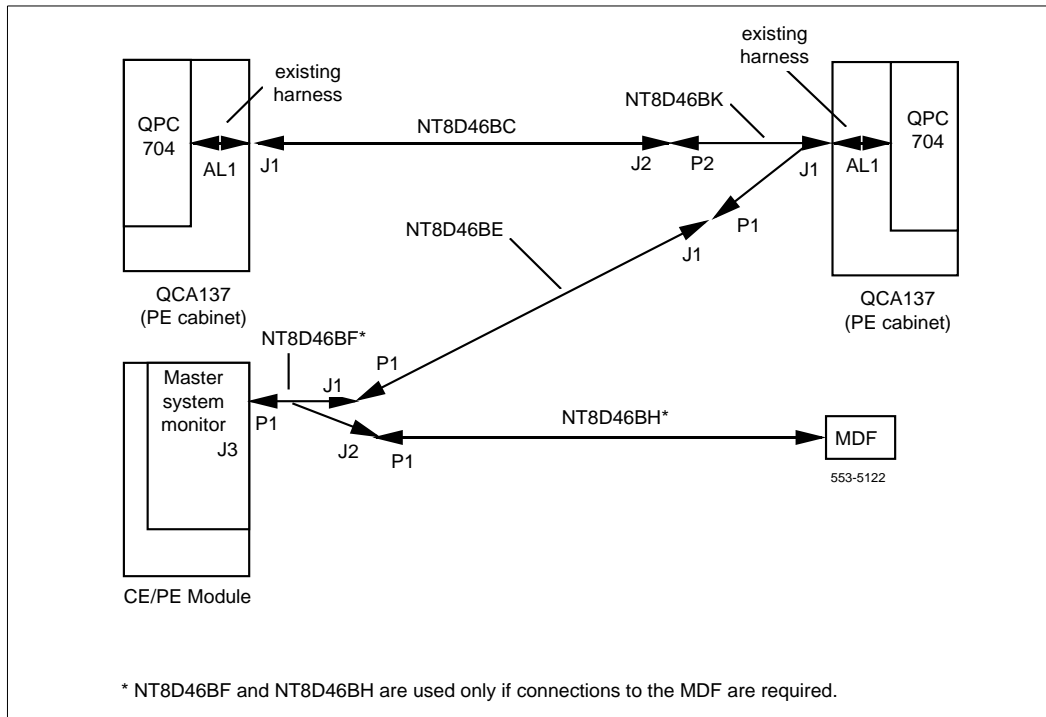 existing
harness
existing
harness
QPC
704
NT8D46BK
QPC
704
NT8D46BC
AL1
J1
J2
P2
J1
AL1
P1
NT8D46BE
J1
QCA137
(PE cabinet)
QCA137
(PE cabinet)
NT8D46BF*
P1
Master
system
monitor
J1
P1
J3
NT8D46BH*
J2
P1
MDF
553-5122
CE/PE Module
* NT8D46BF and NT8D46BH are used only if connections to the MDF are required.